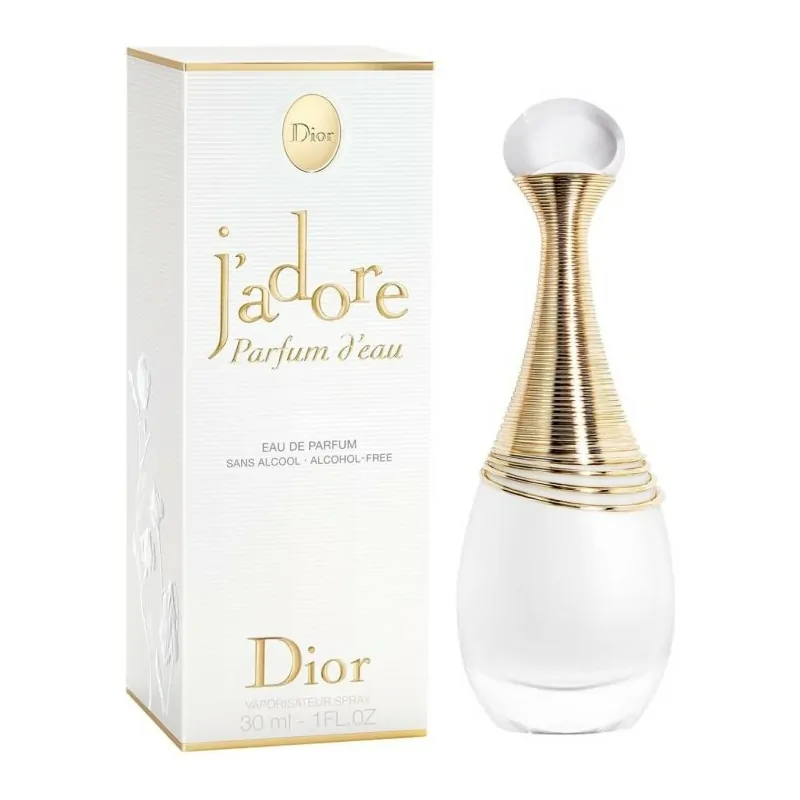 Dior
j'adore
Parfum d'eau
EAU DE PARFUM
SANS ALCOOL · ALCOHOL-FREE
Dior
VAPORISATEUR SPRAY
30 ml - 1FL.OZ